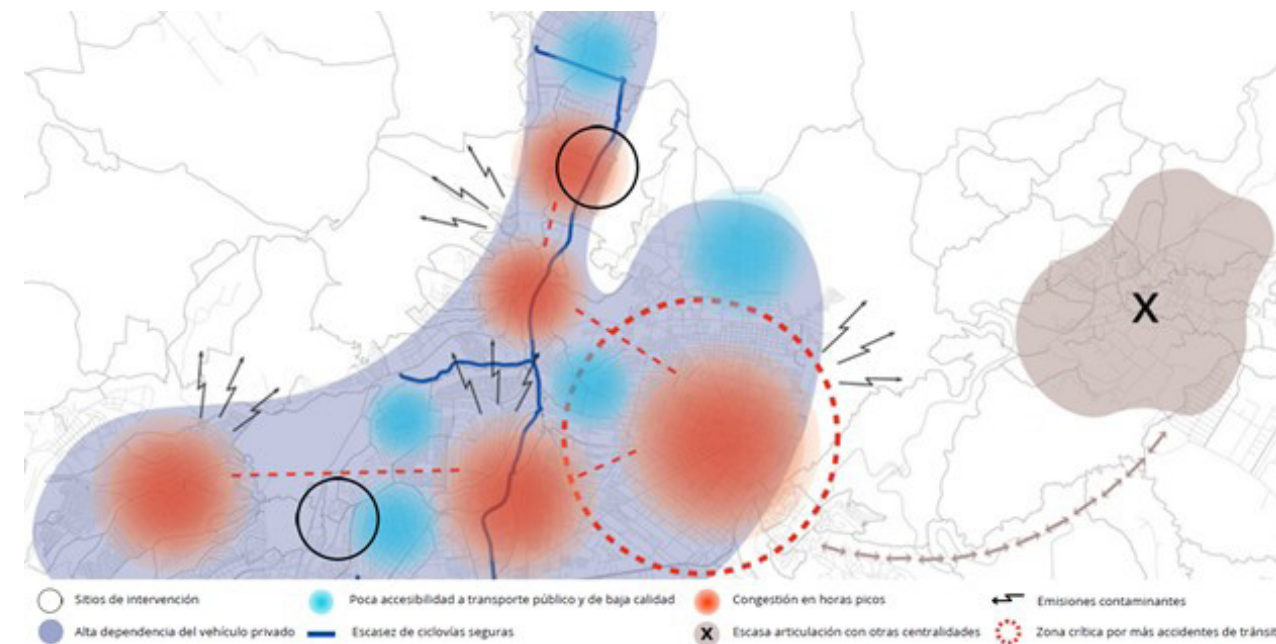 X
Sitios de intervención
Poca accesibilidad a transporte público y de baja calidad
Congestión en horas picos
Emisiones contaminantes
Alta dependencia del vehículo privado
Escasez de ciclovías seguras
X
Escasa articulación con otras centralidades
Zona crítica por más accidentes de tránsit